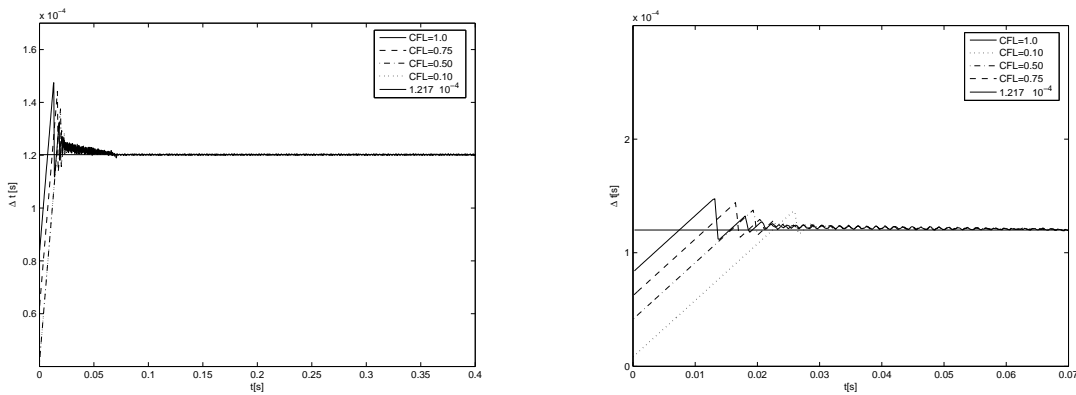 x 10⁻⁴
1.6
1.4
1.2
1
0.8
0.6
Δ t [s]
0
0.05
0.1
0.15
0.2
0.25
0.3
0.35
0.4
t[s]
CFL=1.0
CFL=0.75
CFL=0.50
CFL=0.10
1.217 10⁻⁴
x 10⁻⁴
2
1
0
Δ t[s]
0
0.01
0.02
0.03
0.04
0.05
0.06
0.07
t[s]
CFL=1.0
CFL=0.10
CFL=0.50
CFL=0.75
1.217 10⁻⁴